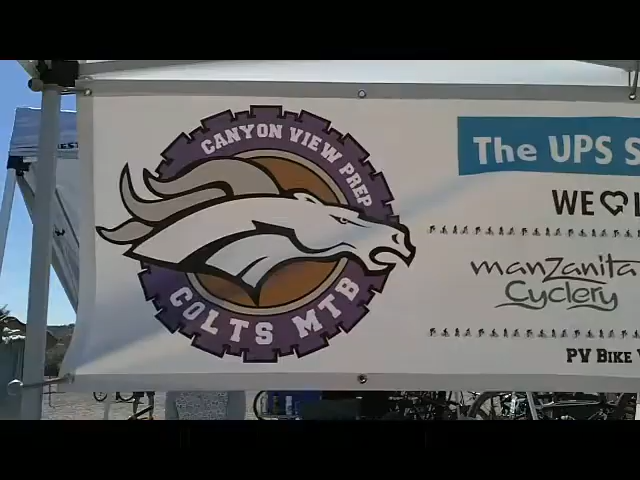 CANYON VIEW PREP
COLTS MTB
The UPS
WE
manzanita
Cyclery
PV BIKE